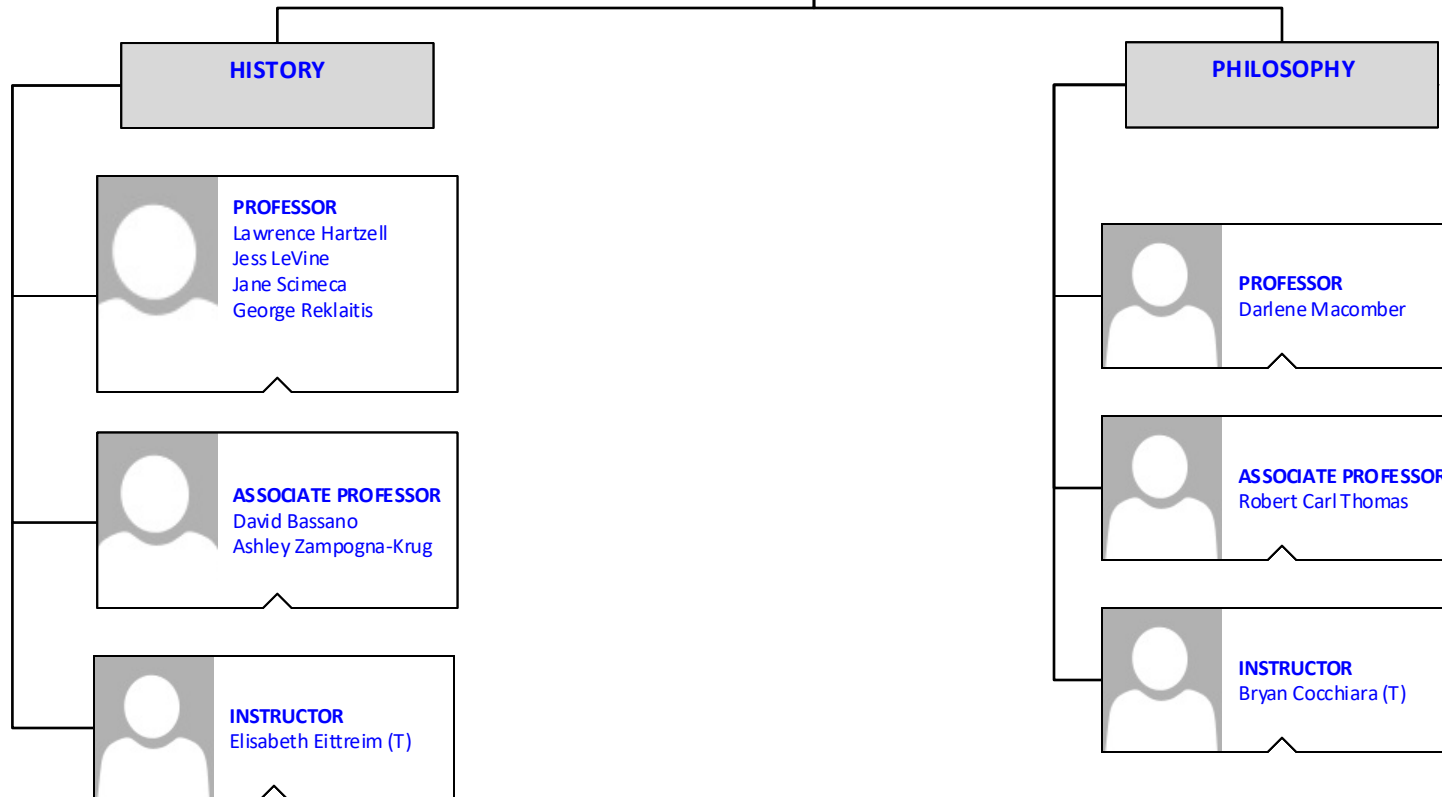 HISTORY
PROFESSOR
Lawrence Hartzell
Jess LeVine
Jane Scimeca
George Reklaitis
ASSOCIATE PROFESSOR
David Bassano
Ashley Zampogna-Krug
INSTRUCTOR
Elisabeth Eittreim (T)
PHILOSOPHY
PROFESSOR
Darlene Macomber
ASSOCIATE PROFESSOR
Robert Carl Thomas
INSTRUCTOR
Bryan Cocchiara (T)